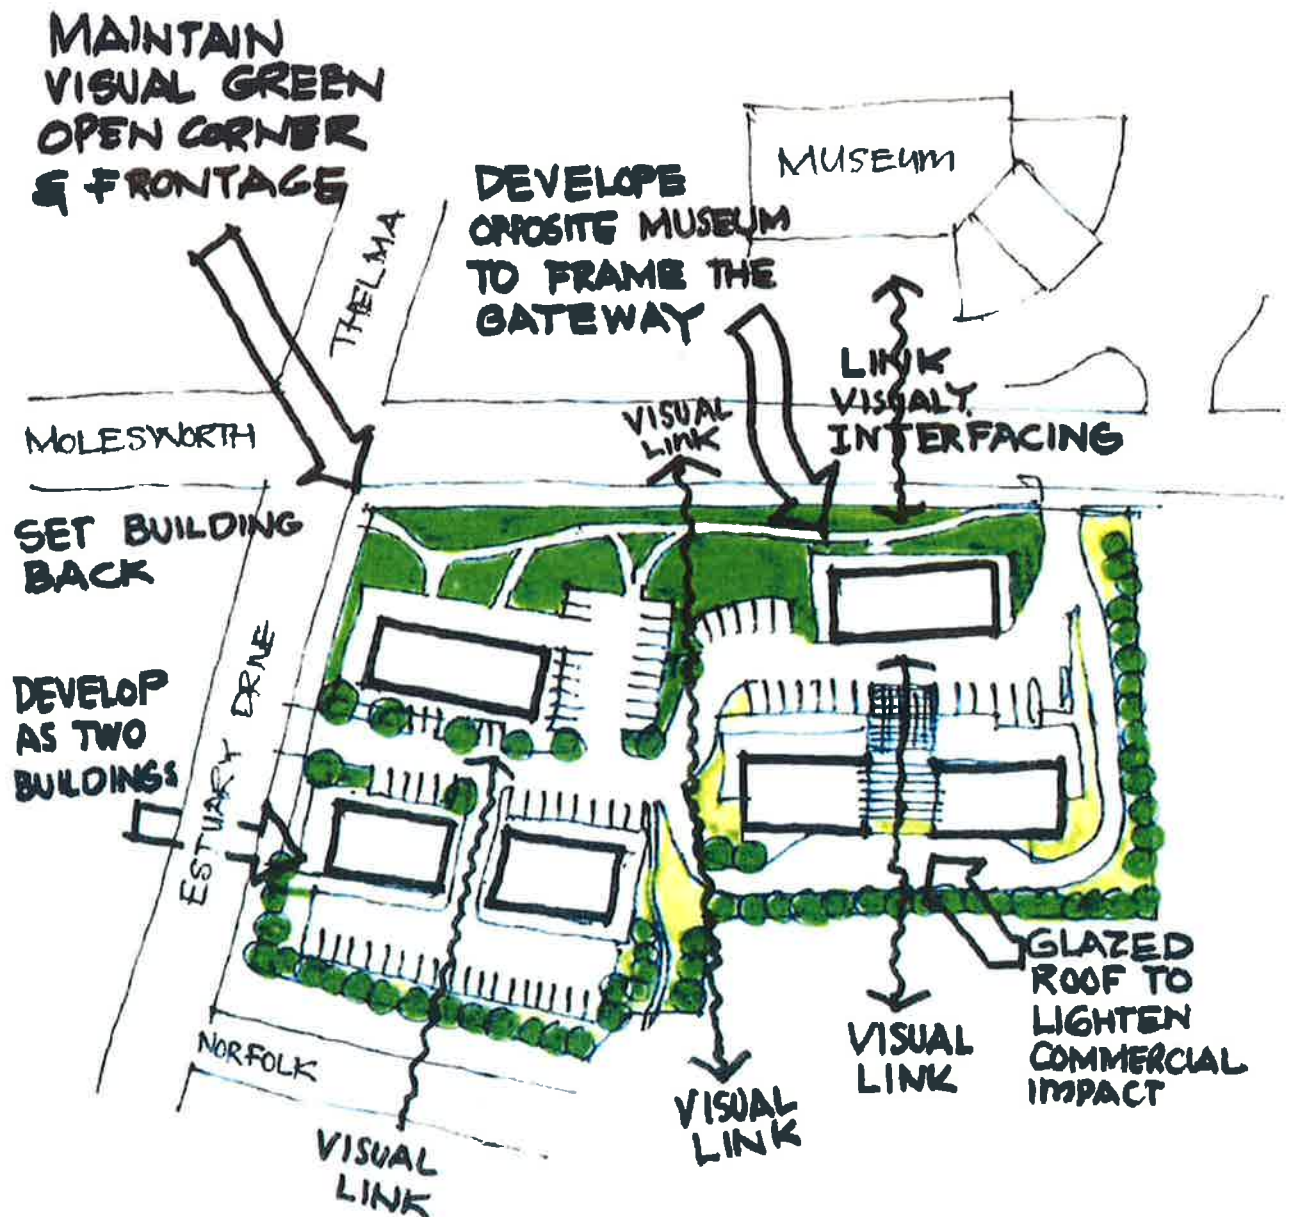 MAINTAIN
VISUAL GREEN
OPEN CORNER
& FRONTAGE
MUSEUM
DEVELOPE
OPPOSITE MUSEUM
TO FRAME THE
GATEWAY
THELMA
LINK
VISUALY.
INTERFACING
VISUAL
LINK
MOLESWORTH
SET BUILDING
BACK
DEVELOP
AS TWO
BUILDINGS
ESTUARY DRIVE
NORFOLK
GLAZED
ROOF TO
LIGHTEN
COMMERCIAL
IMPACT
VISUAL
LINK
VISUAL
LINK
VISUAL
LINK